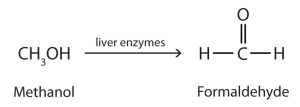 O
liver enzymes
CH₃OH H—C—H
Methanol Formaldehyde